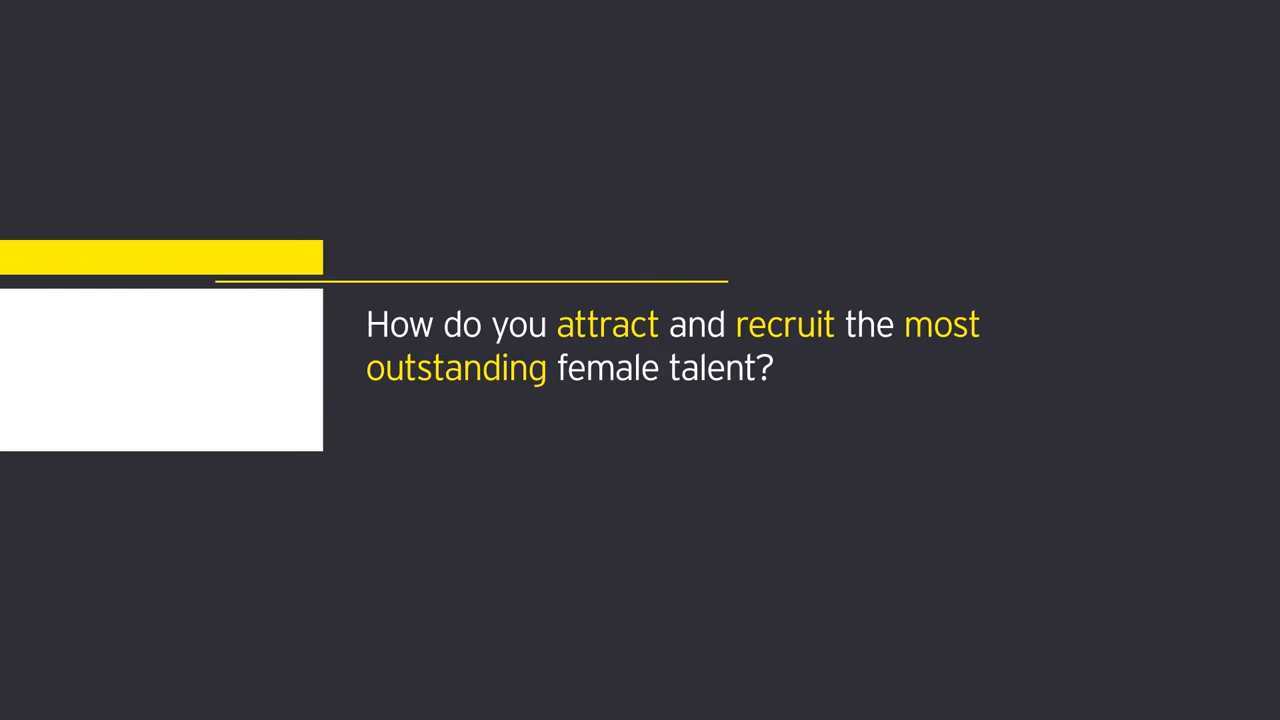 How do you attract and recruit the most
outstanding female talent?